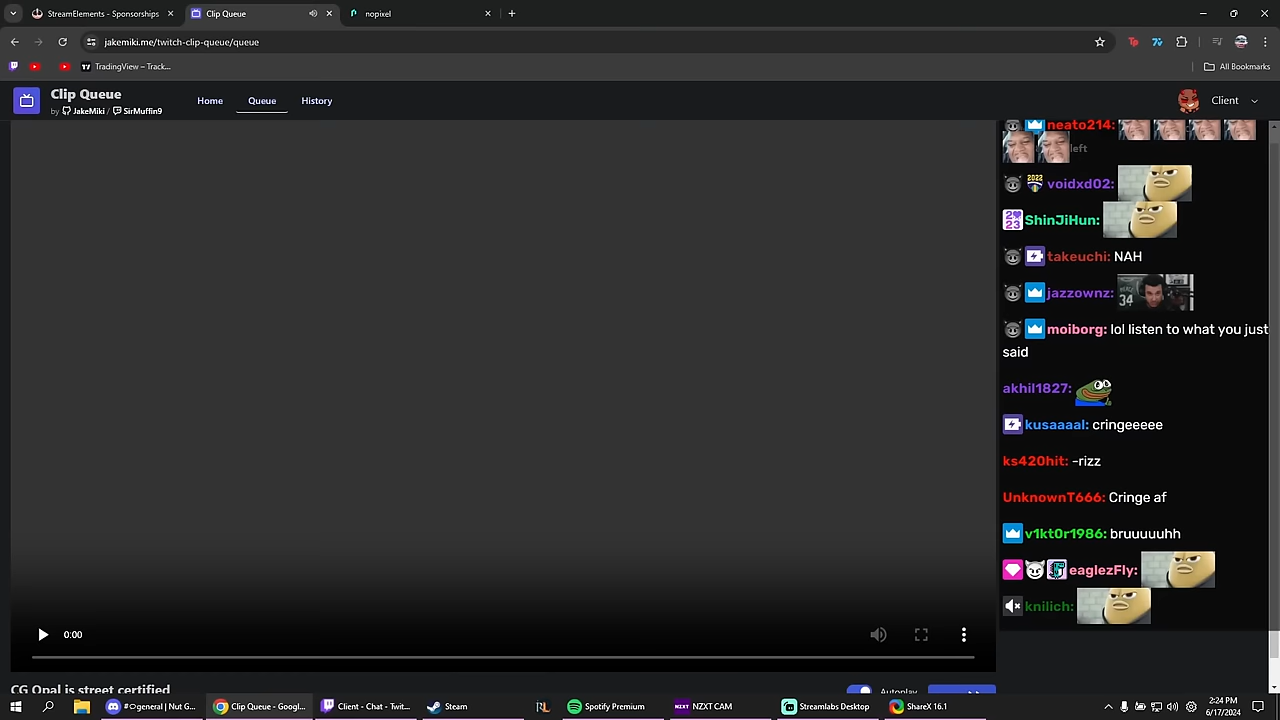 StreamElements - Sponsorships
Clip Queue
nopixel
jakemiki.me/twitch-clip-queue/queue
TradingView – Track...
All Bookmarks
Clip Queue
by JakeMiki / SirMuffin9
Home
Queue
History
Client
neato214:
left
voidxd02:
ShinJiHun:
takeuchi: NAH
jazzownz:
moiborg: lol listen to what you just
said
akhil1827:
kusaaaal: cringeeeee
ks420hit: -rizz
UnknownT666: Cringe af
v1kt0r1986: bruuuuuhh
eaglezFly:
knilich:
0:00
CG Opal is street certified
Autoplay
#☺general | Nut G...
Clip Queue - Googl...
Client - Chat - Twit...
Steam
Spotify Premium
NZXT CAM
Streamlabs Desktop
ShareX 16.1
2:24 PM
6/17/2024